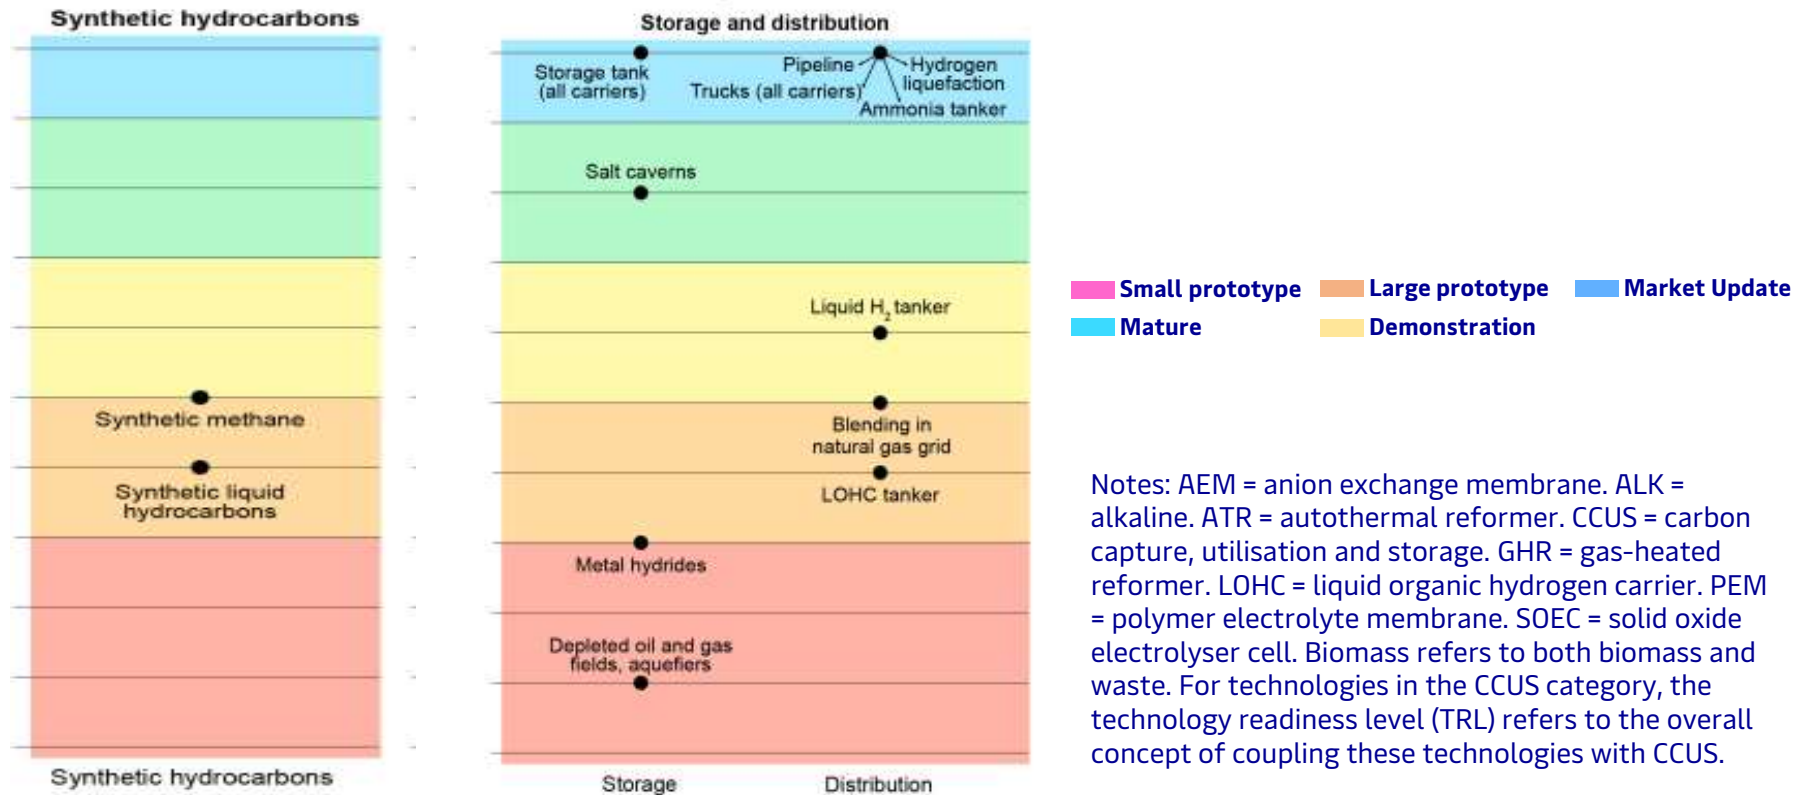 Synthetic hydrocarbons
Synthetic methane
Synthetic liquid
hydrocarbons
Synthetic hydrocarbons
Storage and distribution
Storage tank
(all carriers)
Pipeline
Hydrogen
liquefaction
Trucks (all carriers)
Ammonia tanker
Salt caverns
Liquid H2 tanker
Blending in
natural gas grid
LOHC tanker
Metal hydrides
Depleted oil and gas
fields, aquefiers
Storage
Distribution
Small prototype
Large prototype
Market Update
Mature
Demonstration
Notes: AEM = anion exchange membrane. ALK =
alkaline. ATR = autothermal reformer. CCUS = carbon
capture, utilisation and storage. GHR = gas-heated
reformer. LOHC = liquid organic hydrogen carrier. PEM
= polymer electrolyte membrane. SOEC = solid oxide
electrolyser cell. Biomass refers to both biomass and
waste. For technologies in the CCUS category, the
technology readiness level (TRL) refers to the overall
concept of coupling these technologies with CCUS.